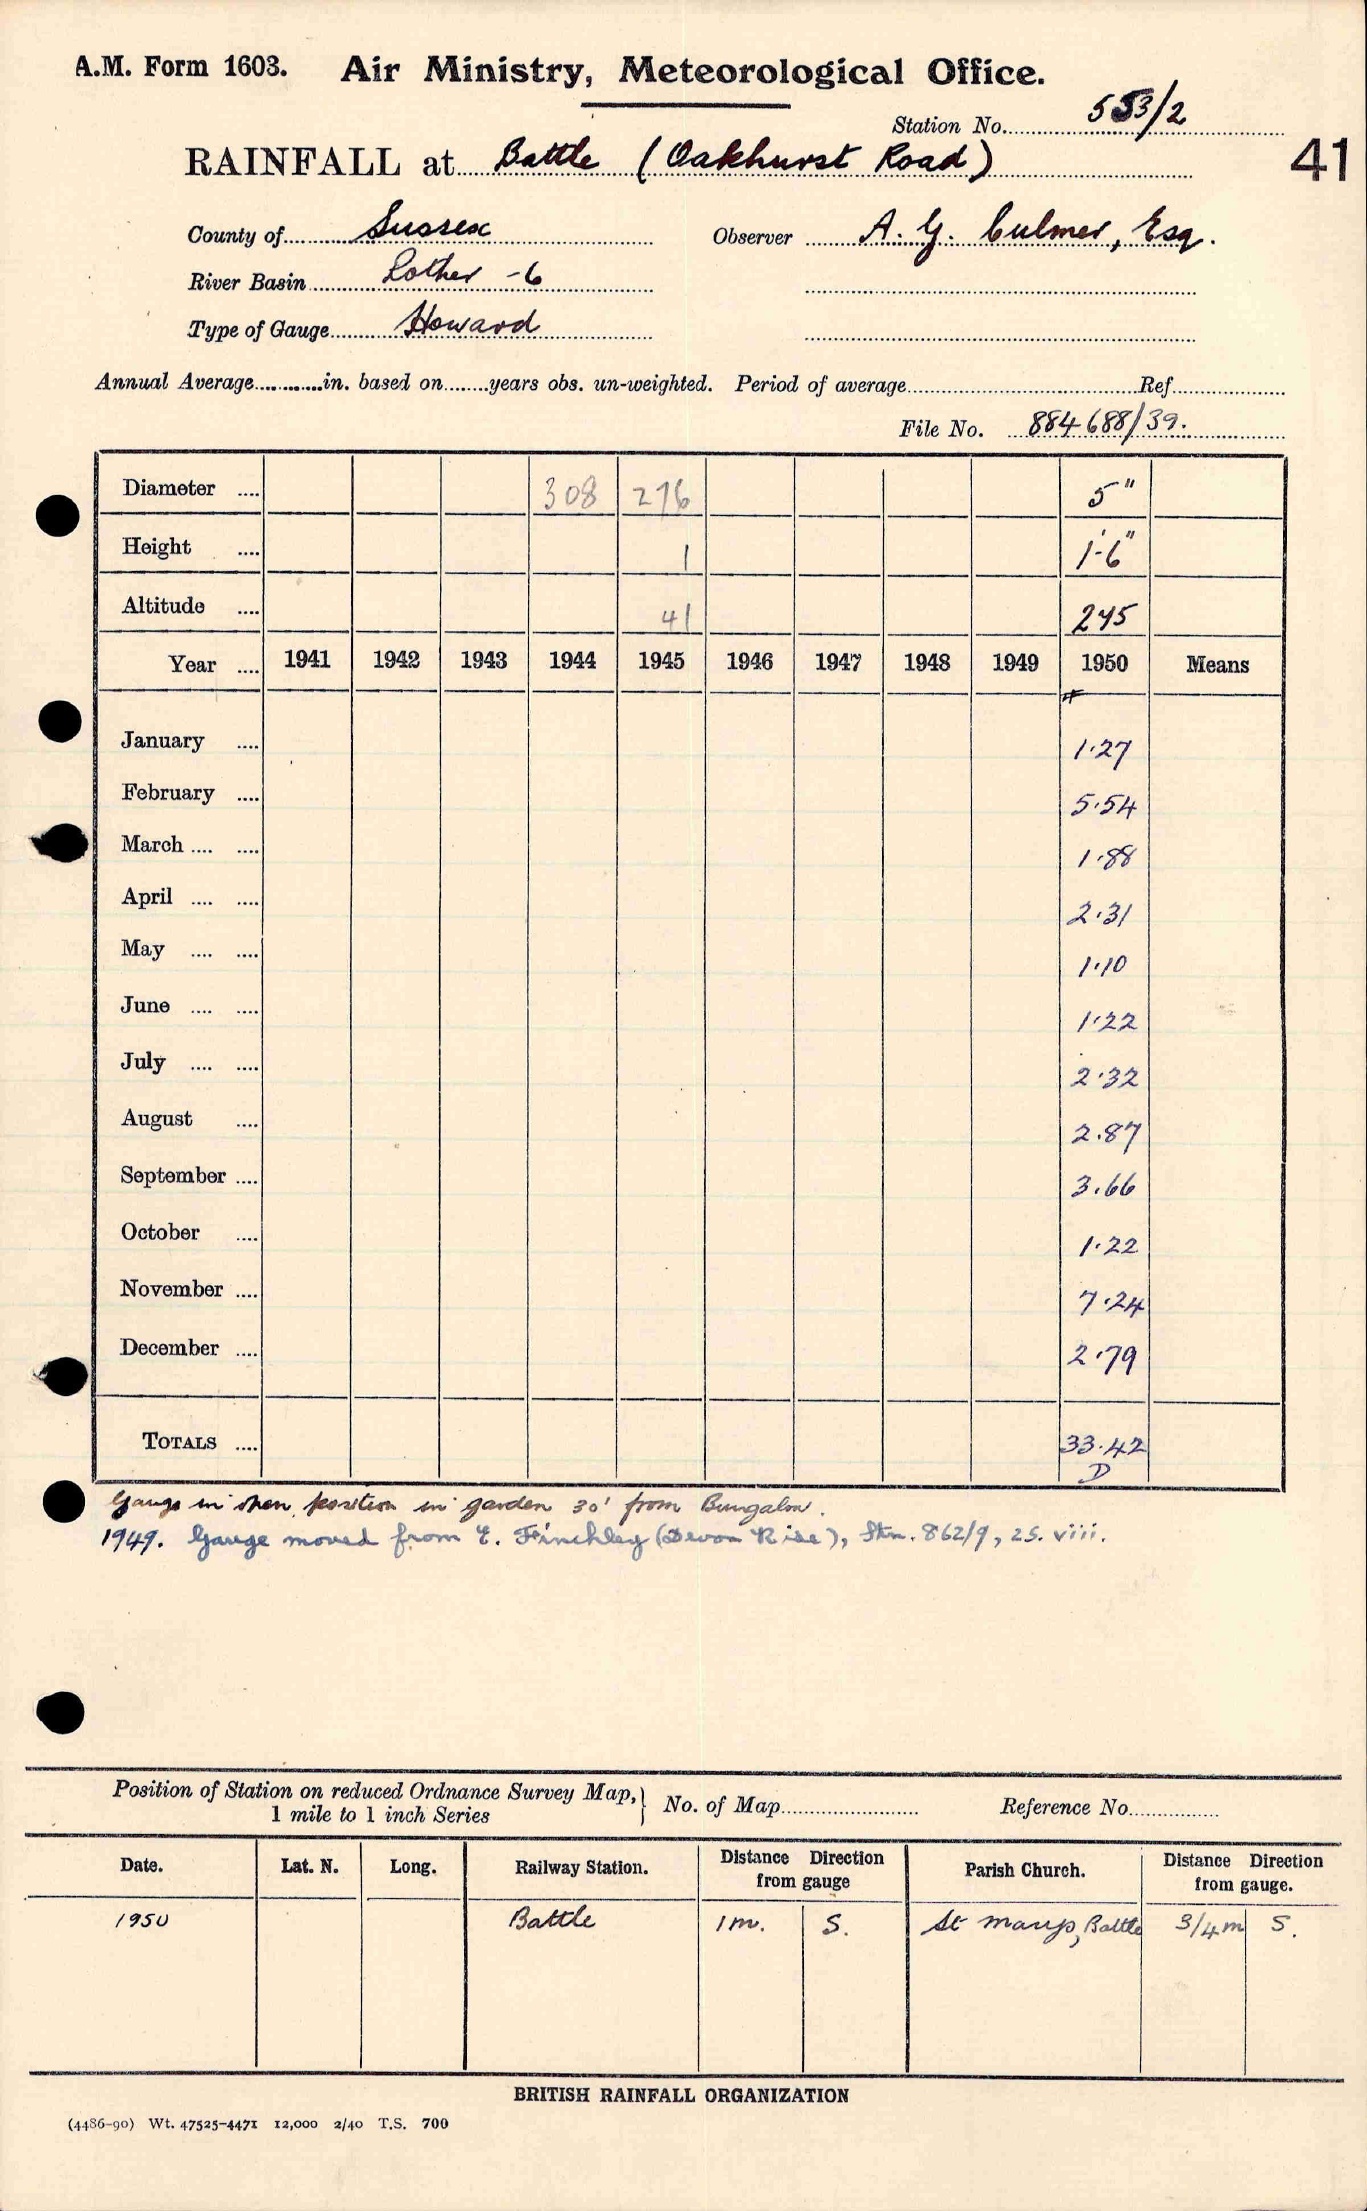 A.M. Form 1603. Air Ministry, Meteorological Office.
Station No. 553/2
41
RAINFALL at Battle (Oakhurst Road)
County of Sussex Observer A. G. Culmer, Esq.
River Basin Rother -6
Type of Gauge Howard
Annual Average............in. based on........years obs. un-weighted. Period of average Ref
File No. 884688/39.
Diameter .... 308 276 5"
Height .... 1 1'-6"
Altitude .... 41 245
Year .... 1941 1942 1943 1944 1945 1946 1947 1948 1949 1950 Means
#
January .... 1.27
February .... 5.54
March .... .... 1.88
April .... .... 2.31
May .... .... 1.10
June .... .... 1.22
July .... .... 2.32
August .... 2.87
September .... 3.66
October .... 1.22
November .... 7.24
December .... 2.79
TOTALS .... 33.42
D
Gauge in open position in garden 30' from Bungalow.
1949. Gauge moved from E. Finchley (Devon Rise), Stn. 862/9, 25. viii.
Position of Station on reduced Ordnance Survey Map, } No. of Map Reference No.
1 mile to 1 inch Series
Date. Lat. N. Long. Railway Station. Distance Direction from gauge Parish Church. Distance Direction from gauge.
1950 Battle 1m. S. St Marys, Battle 3/4m S.
BRITISH RAINFALL ORGANIZATION
(4486-90) Wt. 47525-4471 12,000 2/40 T.S. 700